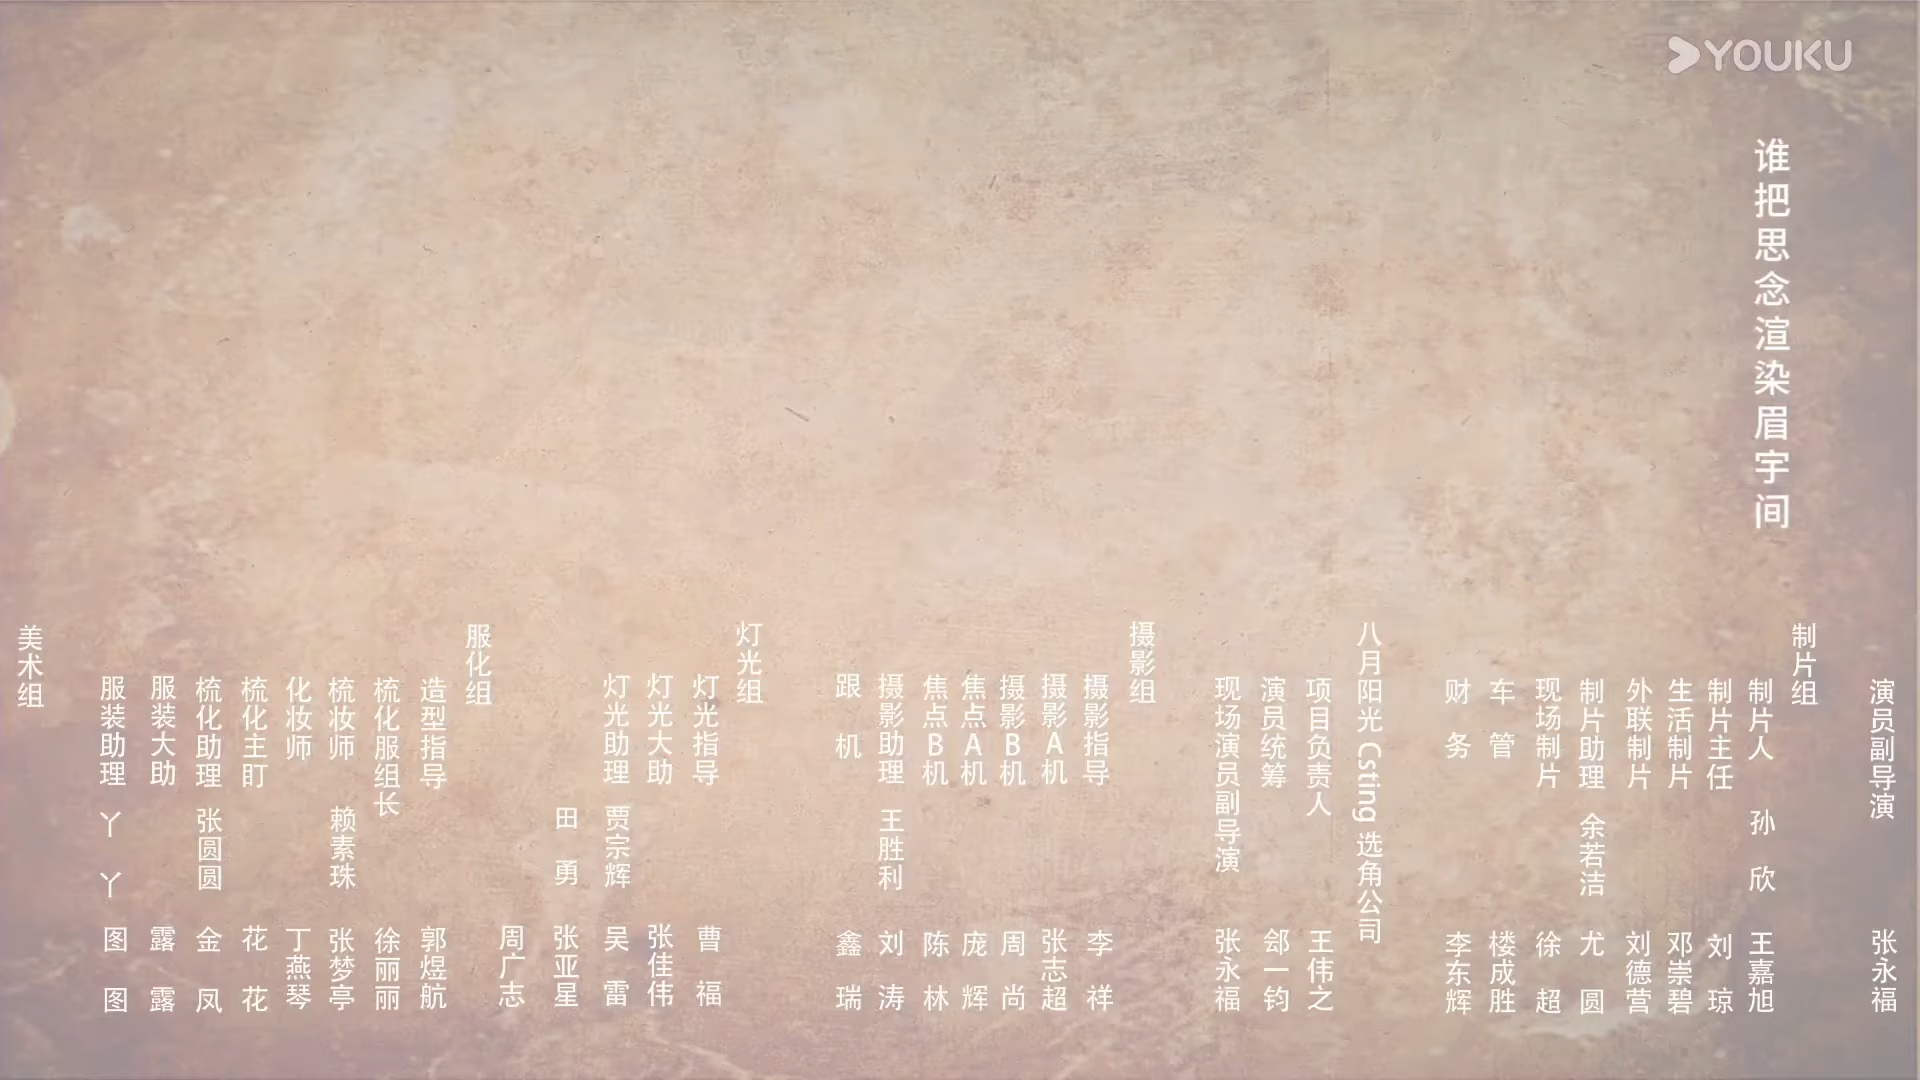 YOUKU
谁把思念渲染眉宇间
演员副导演 张永福
制片组
制片人 孙欣 王嘉旭
制片主任 刘琼
生活制片 邓崇碧
外联制片 刘德营
制片助理 余若洁 尤圆
现场制片 徐超
车管 楼成胜
财务 李东辉
八月阳光 Csting 选角公司
项目负责人 王伟之
演员统筹 郐一钧
现场演员副导演 张永福
摄影组
摄影指导 李祥
摄影A机 张志超
摄影B机 周尚
焦点A机 庞辉
焦点B机 陈林
摄影助理 王胜利 刘涛
跟机 鑫瑞
灯光组
灯光指导 曹福
灯光大助 张佳伟
灯光助理 贾宗辉 吴雷
田勇 张亚星
周广志
服化组
造型指导 郭煜航
梳化服组长 徐丽丽
梳妆师 赖素珠 张梦亭
化妆师 丁燕琴
梳化主盯 花花
梳化助理 张圆圆 金凤
服装大助 露露
服装助理 丫丫 图图
美术组